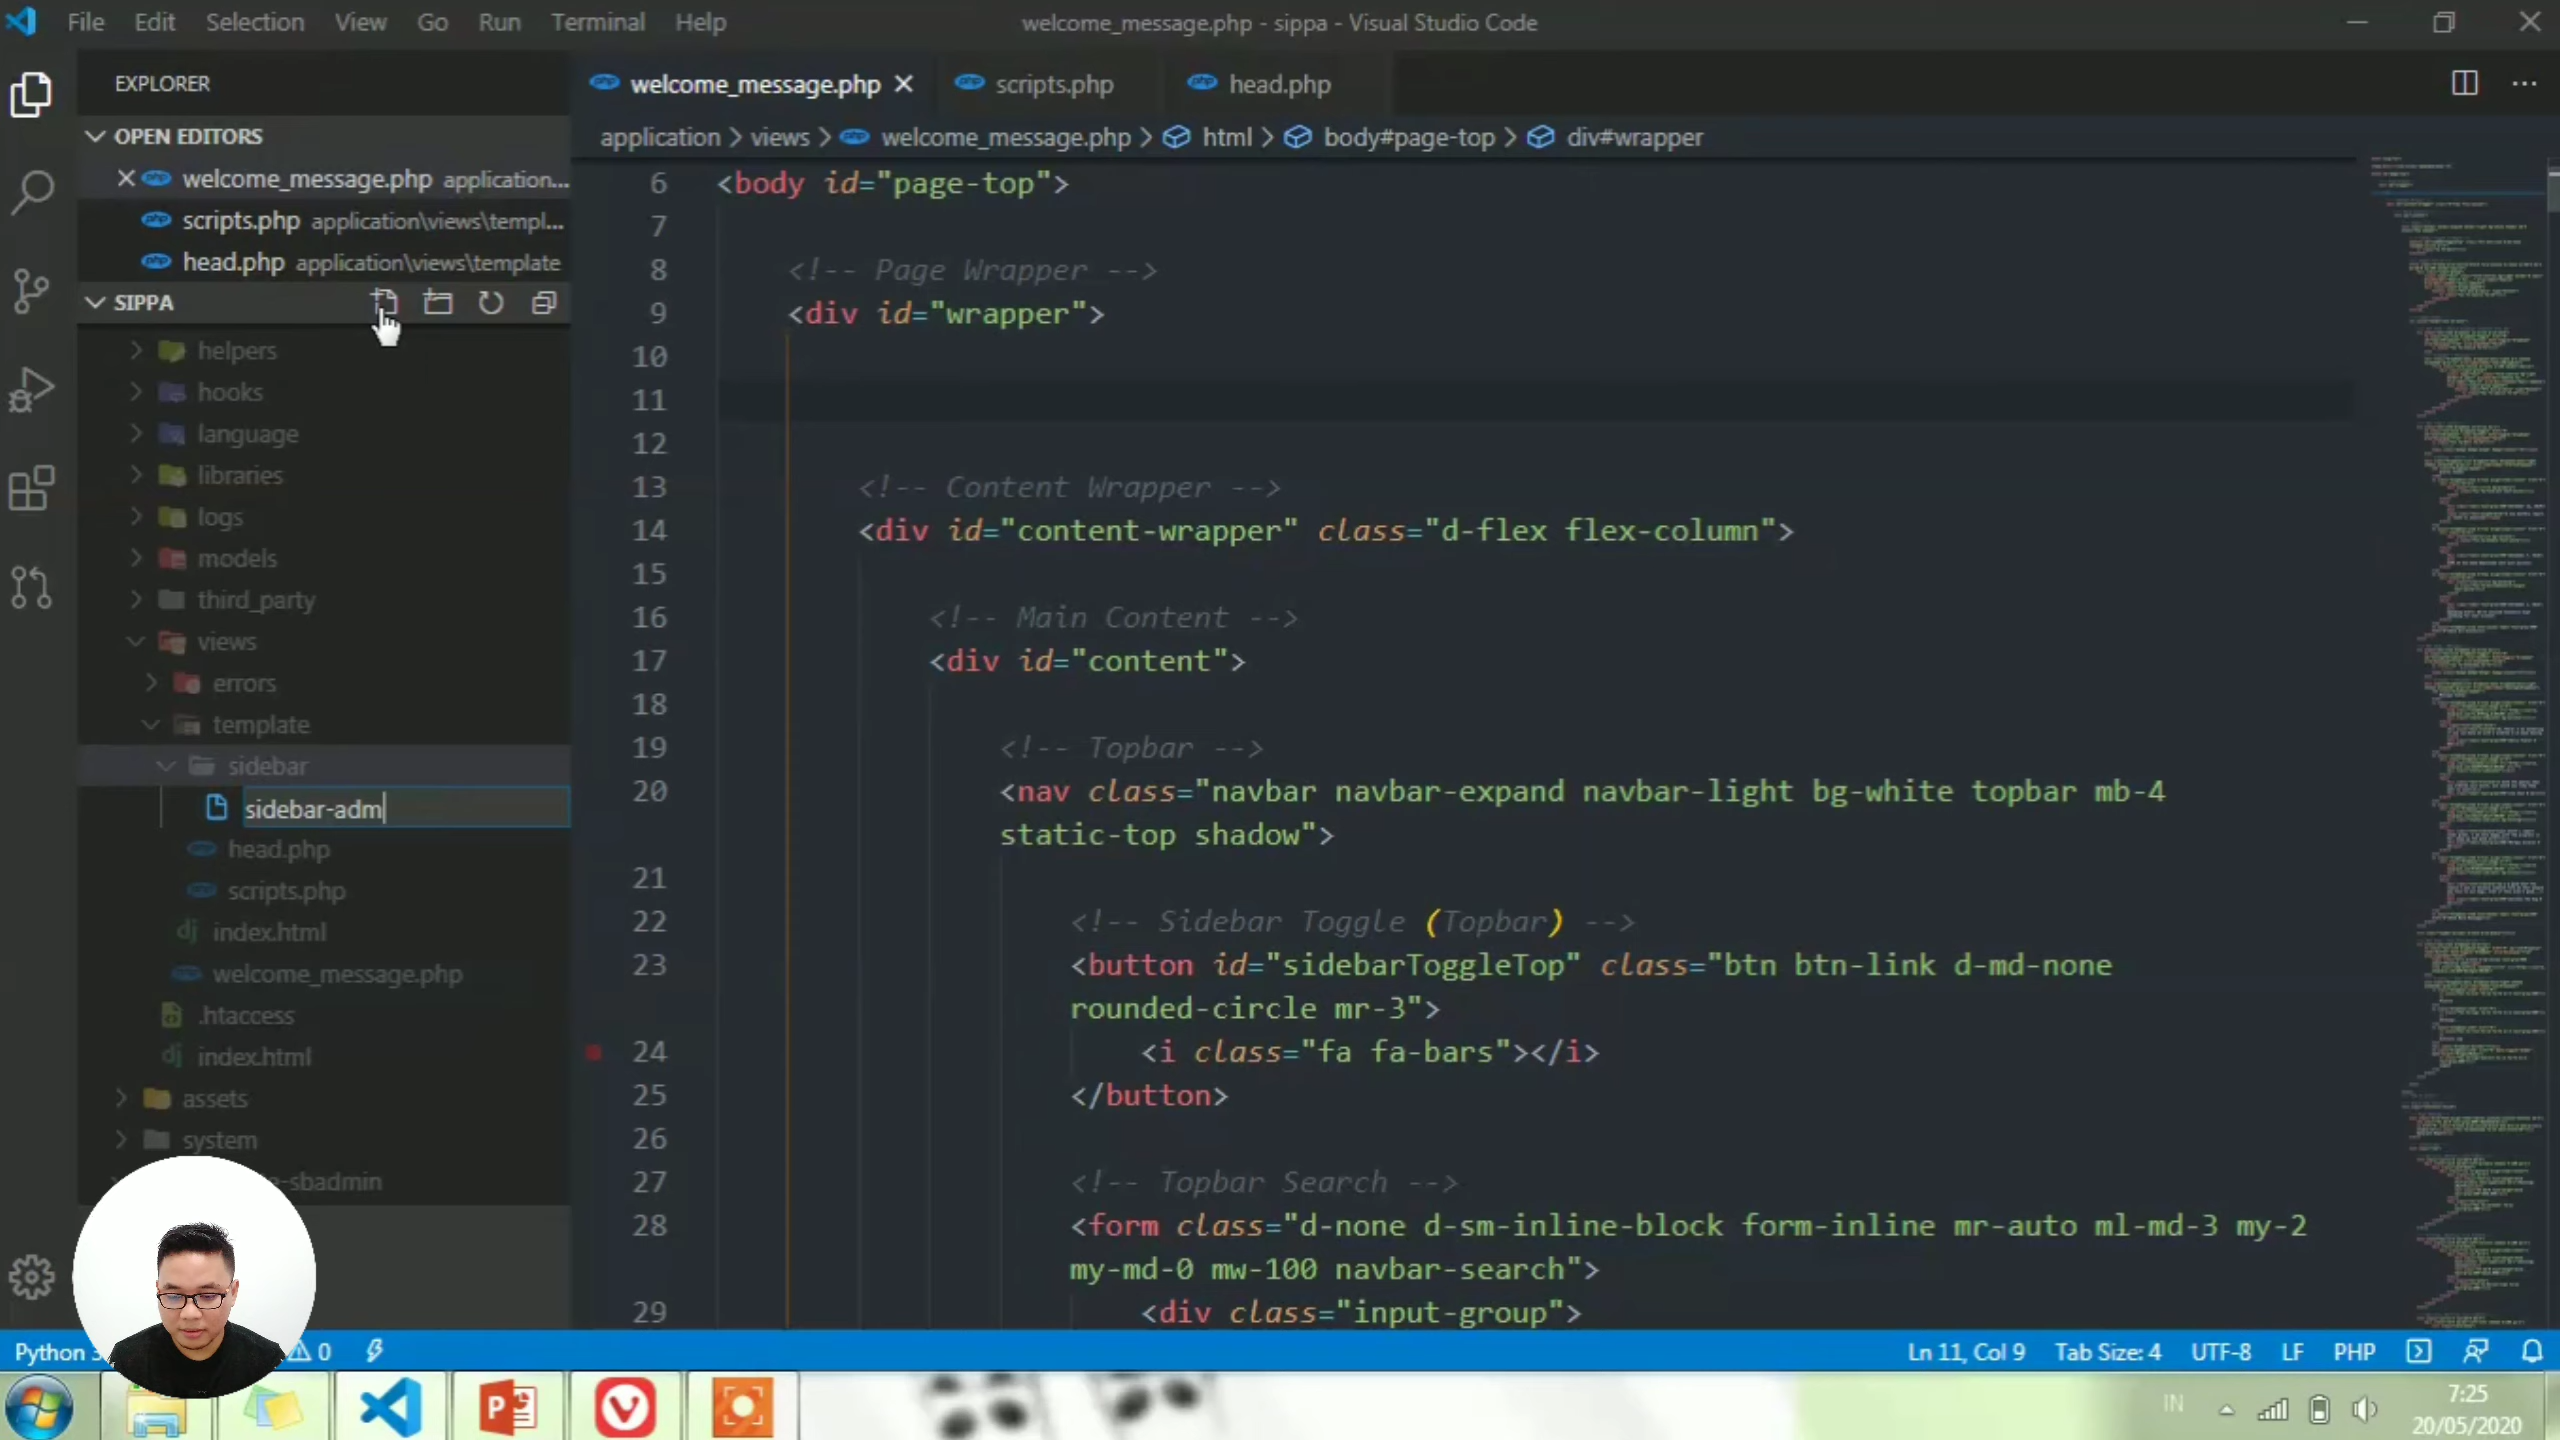 File Edit Selection View Go Run Terminal Help
welcome_message.php - sippa - Visual Studio Code
EXPLORER
OPEN EDITORS
welcome_message.php application...
scripts.php application\views\templ...
head.php application\views\template
SIPPA
helpers
hooks
language
libraries
logs
models
third_party
views
errors
template
sidebar
sidebar-adm
head.php
scripts.php
index.html
welcome_message.php
.htaccess
index.html
assets
system
-sbadmin
welcome_message.php scripts.php head.php
application > views > welcome_message.php > html > body#page-top > div#wrapper
6 <body id="page-top">
7
8 <!-- Page Wrapper -->
9 <div id="wrapper">
10
11
12
13 <!-- Content Wrapper -->
14 <div id="content-wrapper" class="d-flex flex-column">
15
16 <!-- Main Content -->
17 <div id="content">
18
19 <!-- Topbar -->
20 <nav class="navbar navbar-expand navbar-light bg-white topbar mb-4
static-top shadow">
21
22 <!-- Sidebar Toggle (Topbar) -->
23 <button id="sidebarToggleTop" class="btn btn-link d-md-none
rounded-circle mr-3">
24 <i class="fa fa-bars"></i>
25 </button>
26
27 <!-- Topbar Search -->
28 <form class="d-none d-sm-inline-block form-inline mr-auto ml-md-3 my-2
my-md-0 mw-100 navbar-search">
29 <div class="input-group">
Python 0 Ln 11, Col 9 Tab Size: 4 UTF-8 LF PHP
IN
7:25
20/05/2020